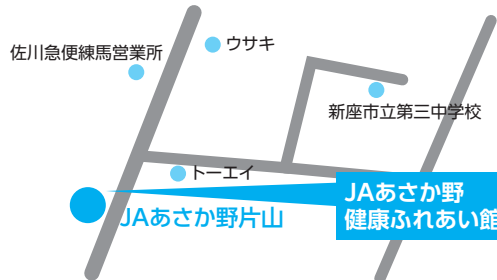 佐川急便練馬営業所
ウサキ
新座市立第三中学校
トーエイ
JAあさか野片山
JAあさか野
健康ふれあい館